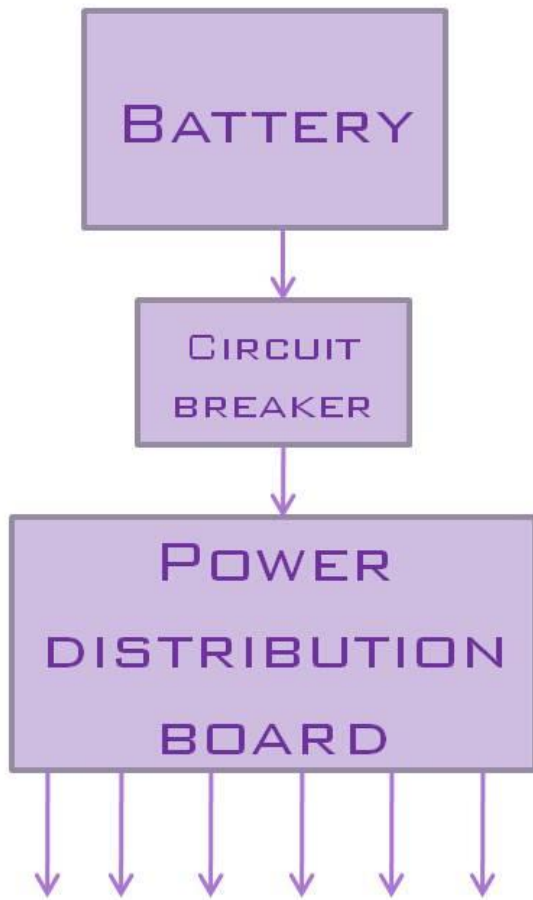 BATTERY
CIRCUIT
BREAKER
POWER
DISTRIBUTION
BOARD